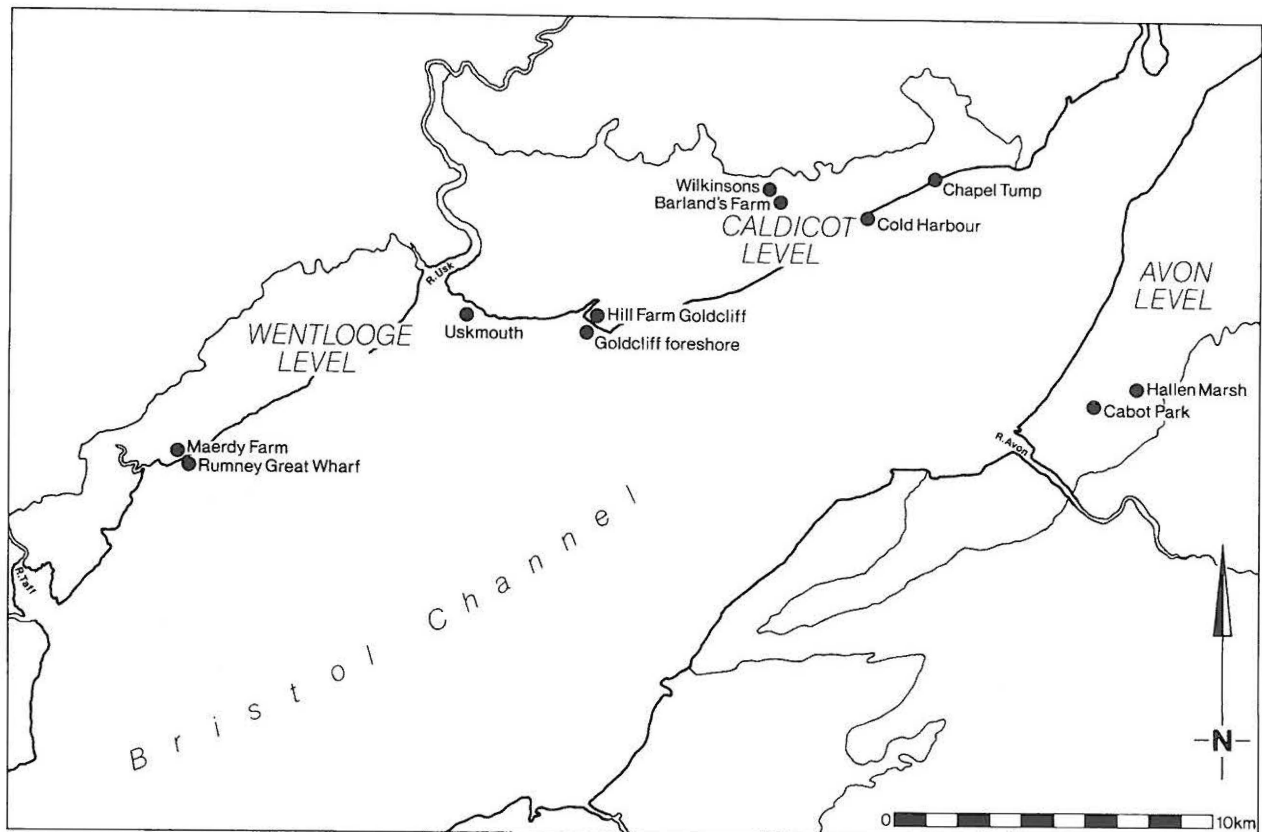 Wilkinsons
Barland's Farm
Chapel Tump
CALDICOT
LEVEL
Cold Harbour
R.Usk
AVON
LEVEL
Uskmouth
Hill Farm Goldcliff
Goldcliff foreshore
WENTLOOGE
LEVEL
Hallen Marsh
Cabot Park
R.Avon
Maerdy Farm
Rumney Great Wharf
R.Taff
Bristol Channel
N
0
10km